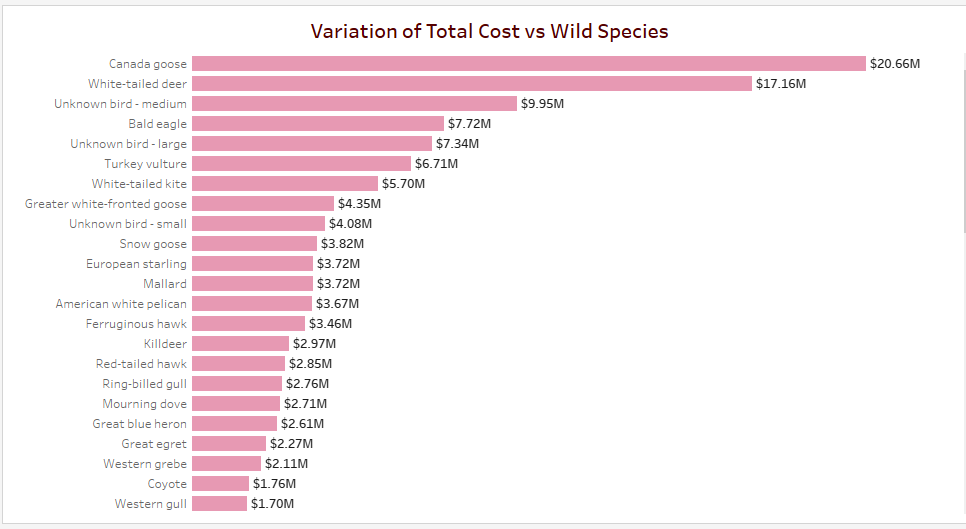 Variation of Total Cost vs Wild Species
Canada goose $20.66M
White-tailed deer $17.16M
Unknown bird - medium $9.95M
Bald eagle $7.72M
Unknown bird - large $7.34M
Turkey vulture $6.71M
White-tailed kite $5.70M
Greater white-fronted goose $4.35M
Unknown bird - small $4.08M
Snow goose $3.82M
European starling $3.72M
Mallard $3.72M
American white pelican $3.67M
Ferruginous hawk $3.46M
Killdeer $2.97M
Red-tailed hawk $2.85M
Ring-billed gull $2.76M
Mourning dove $2.71M
Great blue heron $2.61M
Great egret $2.27M
Western grebe $2.11M
Coyote $1.76M
Western gull $1.70M